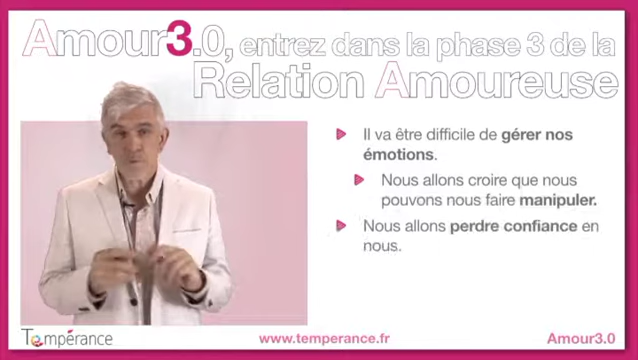 Amour3.0, entrez dans la phase 3 de la
Relation Amoureuse
Il va être difficile de gérer nos
émotions.
Nous allons croire que nous
pouvons nous faire manipuler.
Nous allons perdre confiance en
nous.
Tempérance
www.temperance.fr
Amour3.0